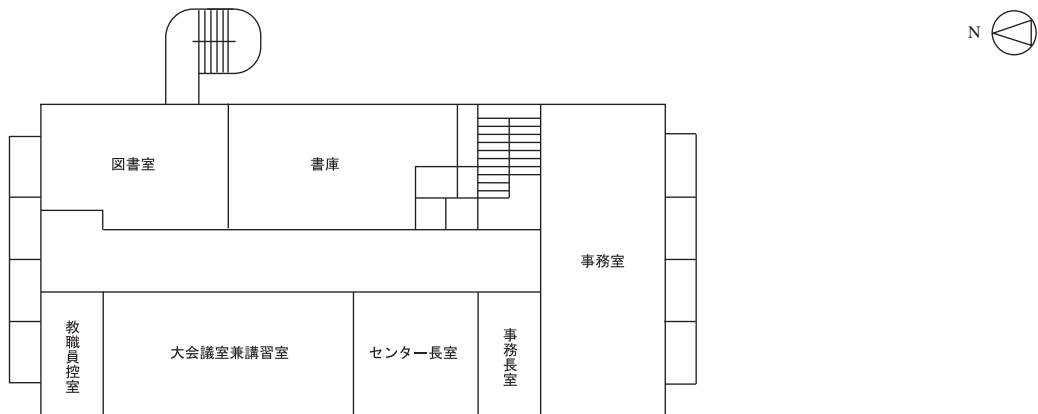 N
図書室
書庫
事務室
教職員控室
大会議室兼講習室
センター長室
事務長室